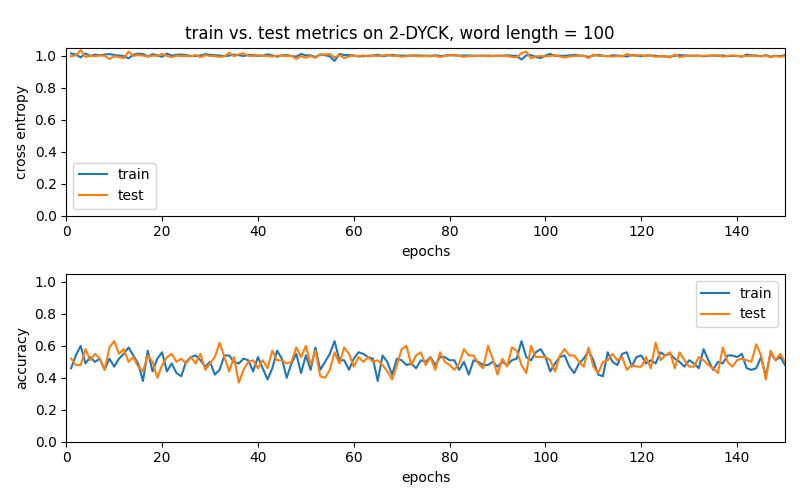 train vs. test metrics on 2-DYCK, word length = 100
1.0
0.8
0.6
0.4
0.2
0.0
cross entropy
train
test
0 20 40 60 80 100 120 140
epochs
1.0
0.8
0.6
0.4
0.2
0.0
accuracy
train
test
0 20 40 60 80 100 120 140
epochs